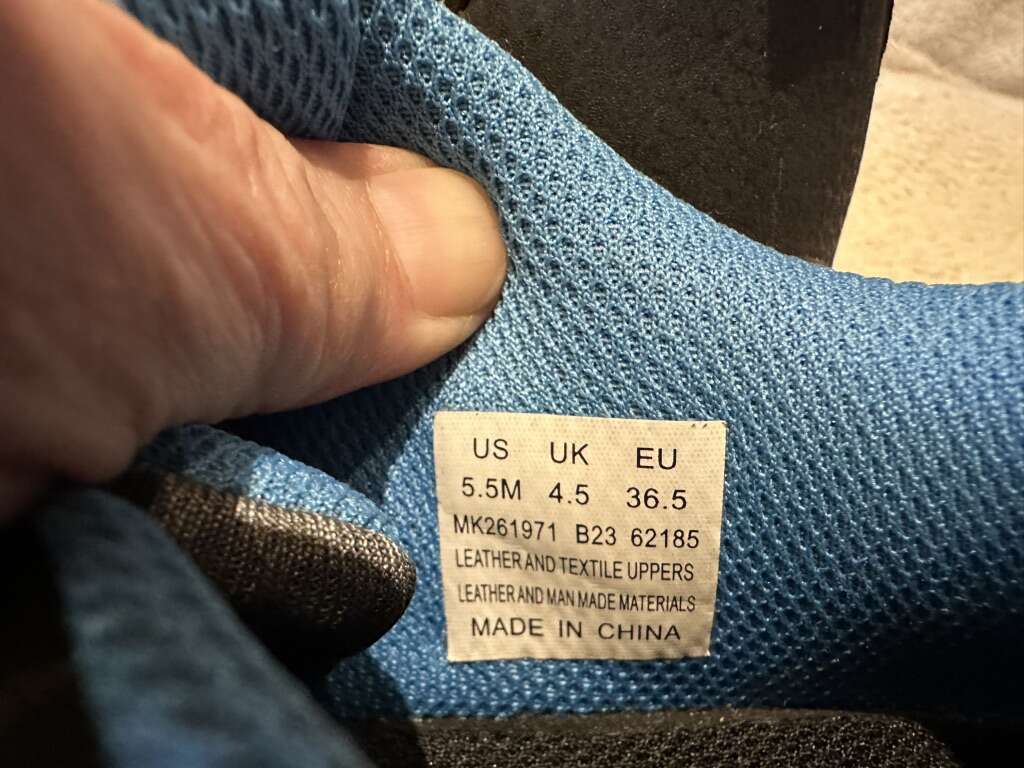 US UK EU
5.5M 4.5 36.5
MK261971 B23 62185
LEATHER AND TEXTILE UPPERS
LEATHER AND MAN MADE MATERIALS
MADE IN CHINA